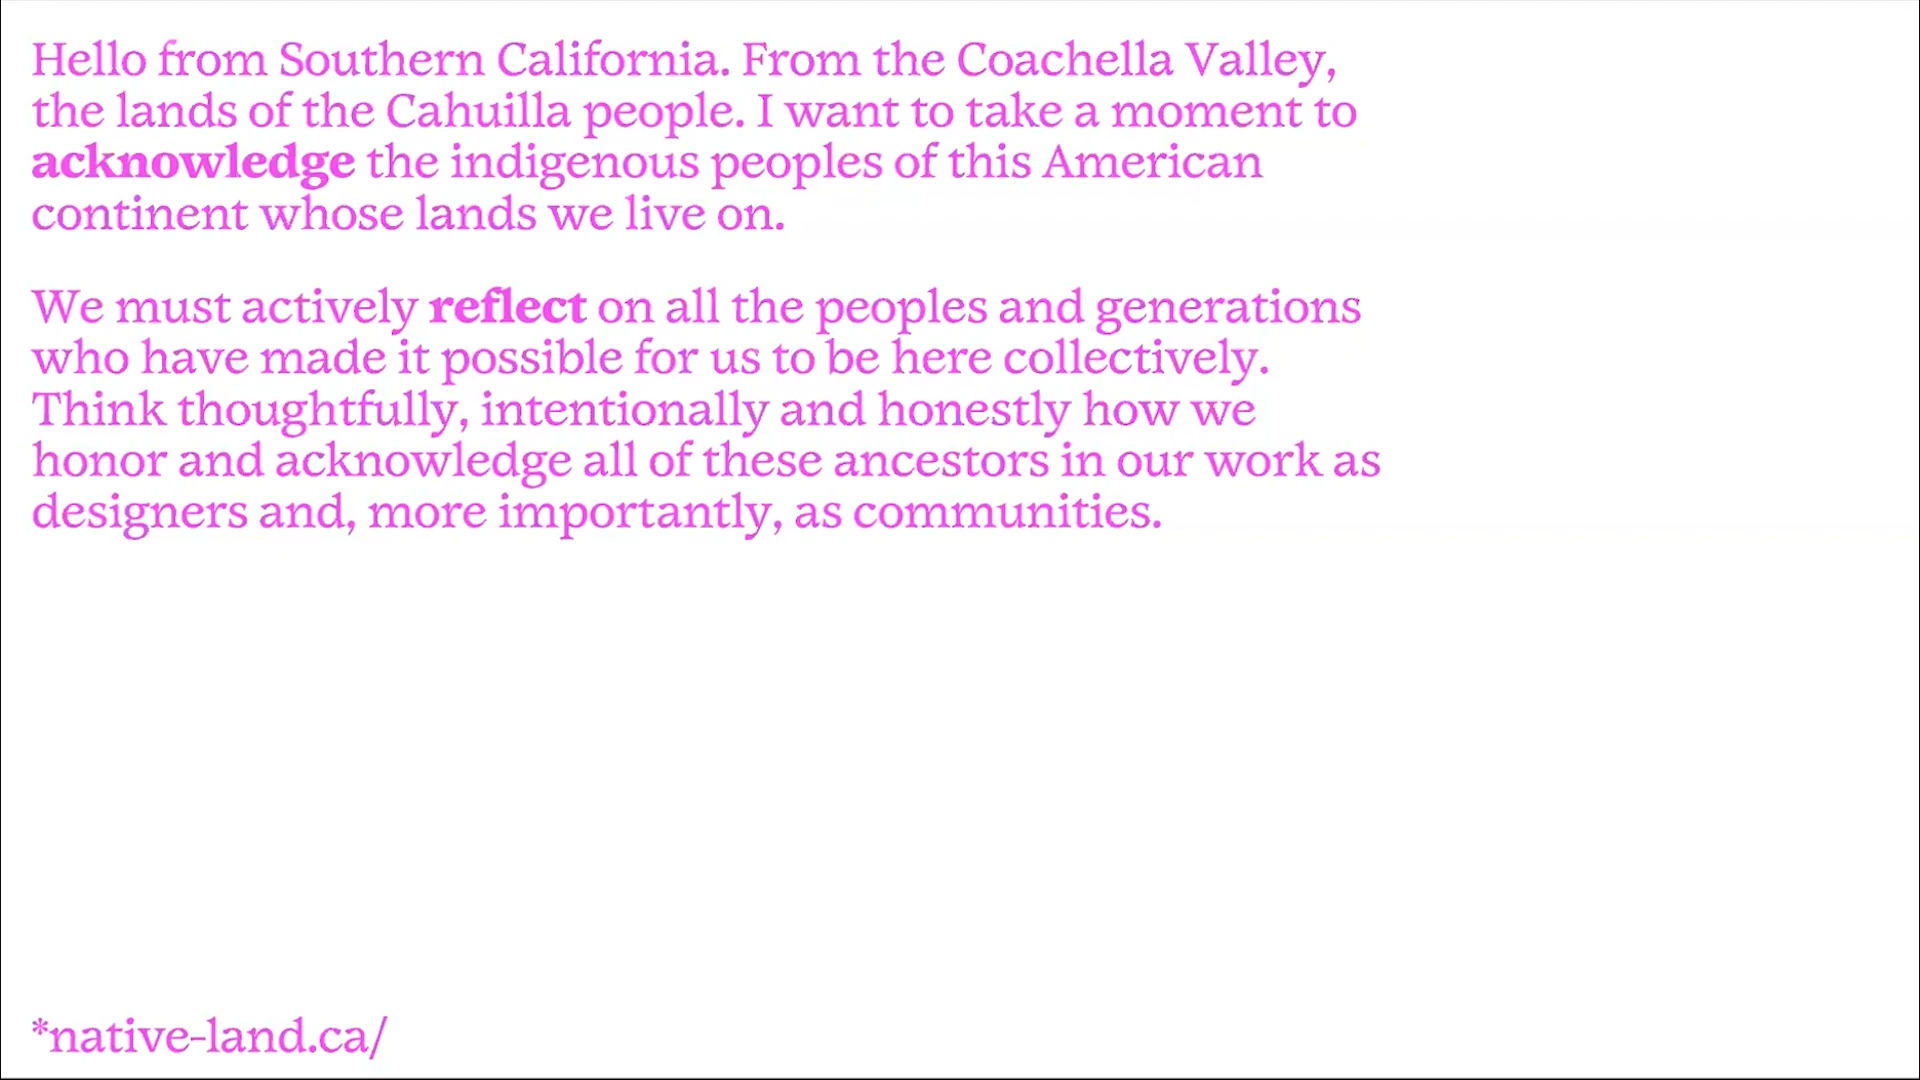 Hello from Southern California. From the Coachella Valley,
the lands of the Cahuilla people. I want to take a moment to
acknowledge the indigenous peoples of this American
continent whose lands we live on.
We must actively reflect on all the peoples and generations
who have made it possible for us to be here collectively.
Think thoughtfully, intentionally and honestly how we
honor and acknowledge all of these ancestors in our work as
designers and, more importantly, as communities.
*native-land.ca/